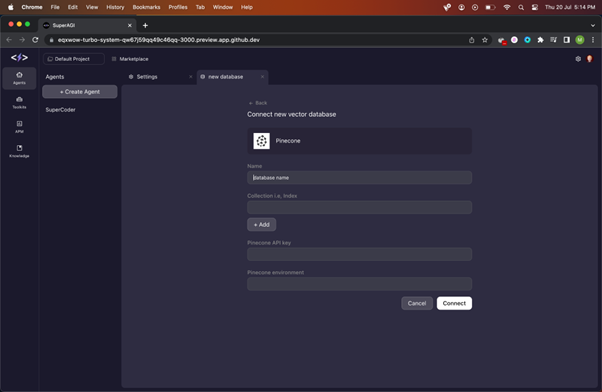 Chrome File Edit View History Bookmarks Profiles Tab Window Help
Thu 20 Jul 5:14 PM
SuperAGI
eqxwow-turbo-system-qw67j59qq49c46qq-3000.preview.app.github.dev
M
Default Project
Marketplace
Agents
Toolkits
APM
Knowledge
Agents
+ Create Agent
SuperCoder
Settings
new database
Back
Connect new vector database
Pinecone
Name
database name
Collection i.e, Index
+ Add
Pinecone API key
Pinecone environment
Cancel
Connect